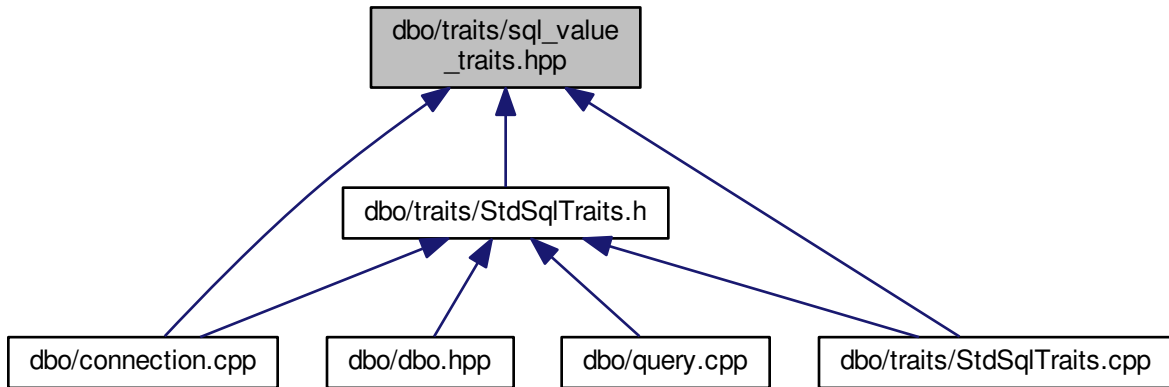 dbo/traits/sql_value
_traits.hpp
dbo/traits/StdSqlTraits.h
dbo/connection.cpp
dbo/dbo.hpp
dbo/query.cpp
dbo/traits/StdSqlTraits.cpp